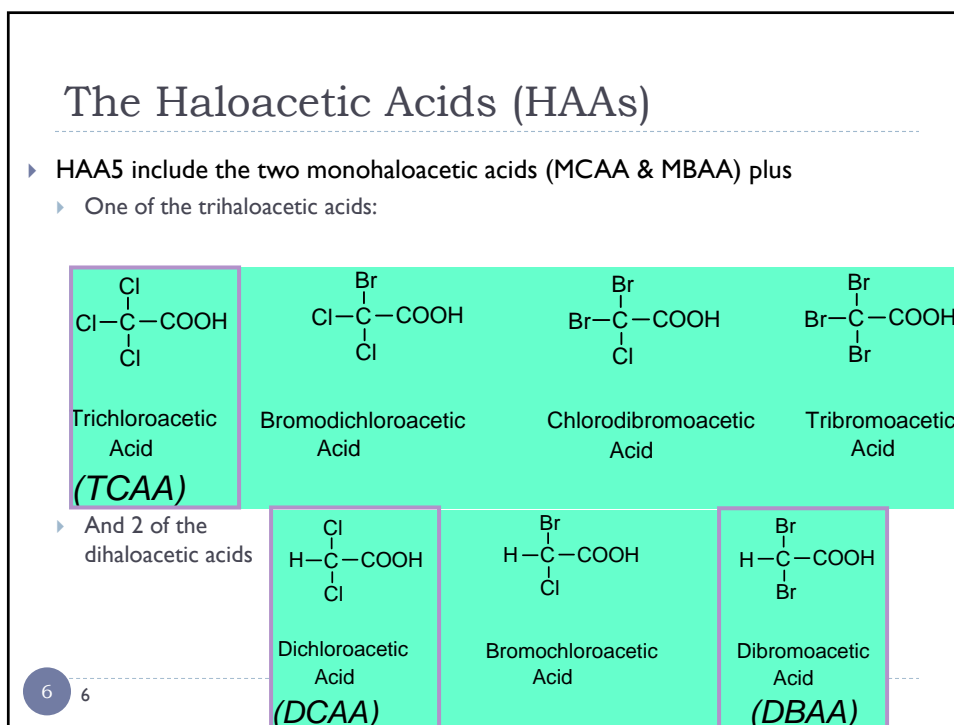 The Haloacetic Acids (HAAs)
HAA5 include the two monohaloacetic acids (MCAA & MBAA) plus
One of the trihaloacetic acids:
Cl Br Br Br
Cl—C—COOH Cl—C—COOH Br—C—COOH Br—C—COOH
Cl Cl Cl Br
Trichloroacetic Bromodichloroacetic Chlorodibromoacetic Tribromoacetic
Acid Acid Acid Acid
(TCAA)
And 2 of the
dihaloacetic acids
Cl Br Br
H—C—COOH H—C—COOH H—C—COOH
Cl Cl Br
Dichloroacetic Bromochloroacetic Dibromoacetic
Acid Acid Acid
(DCAA) (DBAA)
6 6